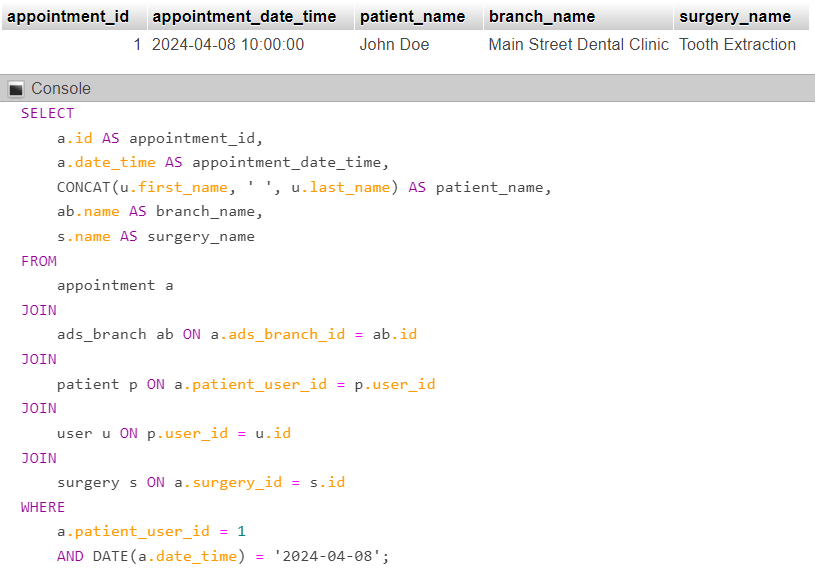 appointment_id appointment_date_time patient_name branch_name surgery_name
1 2024-04-08 10:00:00 John Doe Main Street Dental Clinic Tooth Extraction
Console
SELECT
a.id AS appointment_id,
a.date_time AS appointment_date_time,
CONCAT(u.first_name, ' ', u.last_name) AS patient_name,
ab.name AS branch_name,
s.name AS surgery_name
FROM
appointment a
JOIN
ads_branch ab ON a.ads_branch_id = ab.id
JOIN
patient p ON a.patient_user_id = p.user_id
JOIN
user u ON p.user_id = u.id
JOIN
surgery s ON a.surgery_id = s.id
WHERE
a.patient_user_id = 1
AND DATE(a.date_time) = '2024-04-08';